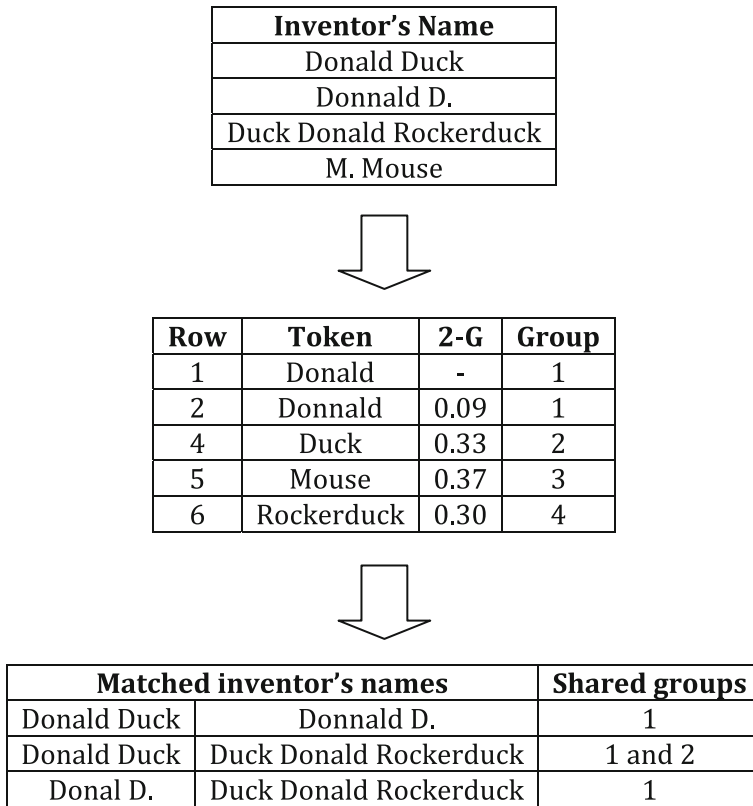 Inventor's Name
Donald Duck
Donnald D.
Duck Donald Rockerduck
M. Mouse
Row Token 2-G Group
1 Donald - 1
2 Donnald 0.09 1
4 Duck 0.33 2
5 Mouse 0.37 3
6 Rockerduck 0.30 4
Matched inventor's names Shared groups
Donald Duck Donnald D. 1
Donald Duck Duck Donald Rockerduck 1 and 2
Donal D. Duck Donald Rockerduck 1